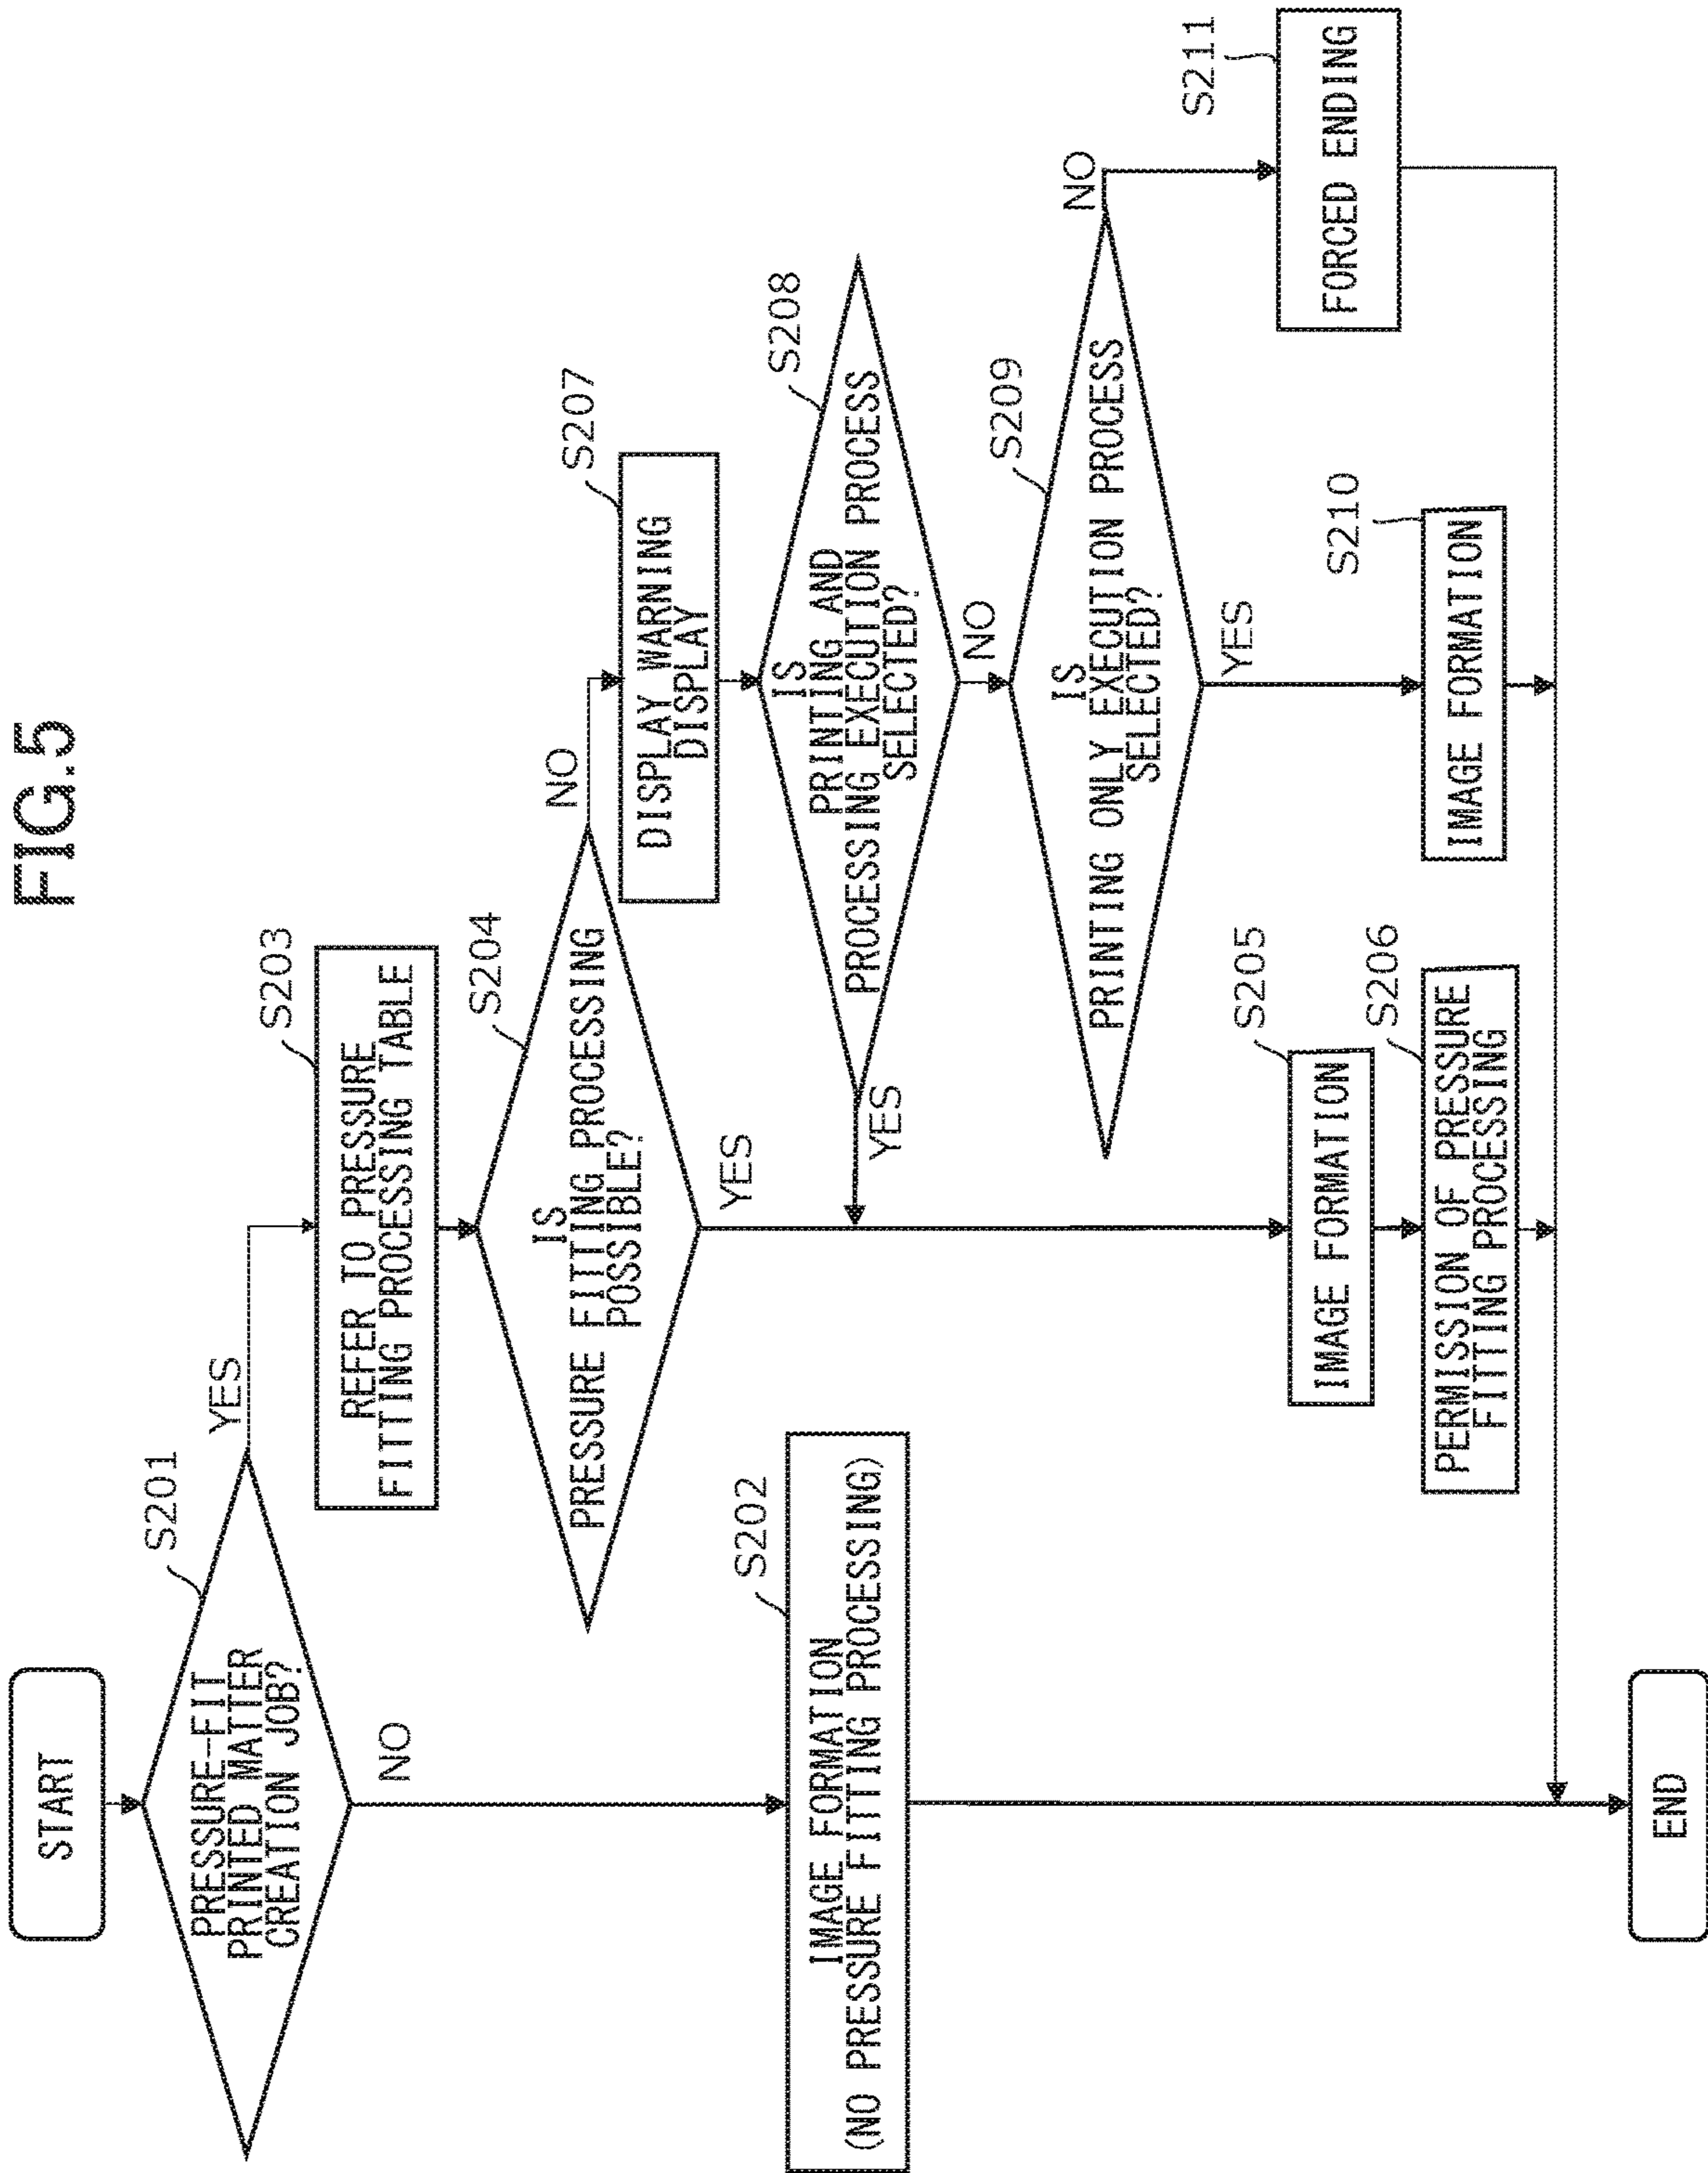 FIG.5
START
S201
PRESSURE-FIT
PRINTED MATTER
CREATION JOB?
YES
NO
S202
IMAGE FORMATION
(NO PRESSURE FITTING PROCESSING)
S203
REFER TO PRESSURE
FITTING PROCESSING TABLE
S204
IS
PRESSURE FITTING PROCESSING
POSSIBLE?
NO
YES
S207
DISPLAY WARNING
DISPLAY
S208
IS
PRINTING AND
PROCESSING EXECUTION PROCESS
SELECTED?
YES
NO
S209
IS
PRINTING ONLY EXECUTION PROCESS
SELECTED?
NO
YES
S205
IMAGE FORMATION
S206
PERMISSION OF PRESSURE
FITTING PROCESSING
S210
IMAGE FORMATION
S211
FORCED ENDING
END